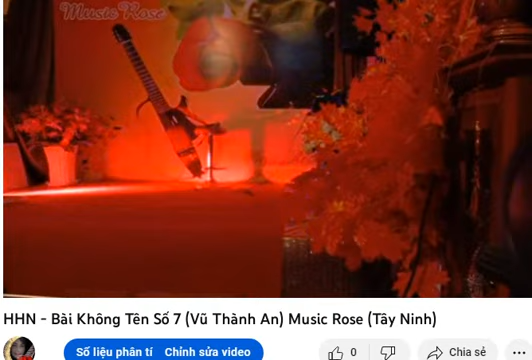 Music Rose
HHN - Bài Không Tên Số 7 (Vũ Thành An) Music Rose (Tây Ninh)
Số liệu phân tí Chỉnh sửa video 0 Chia sẻ